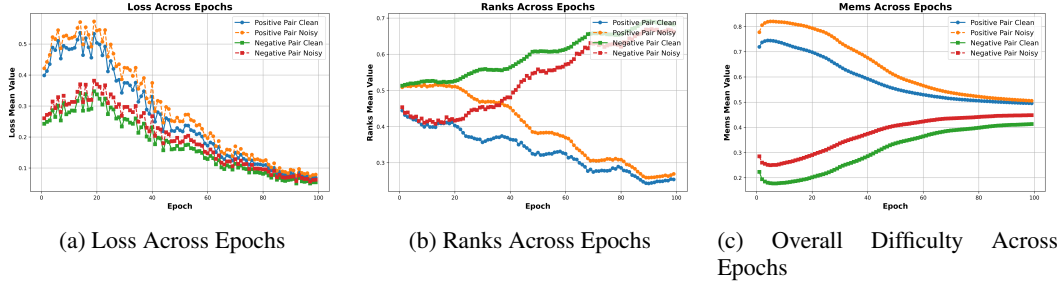 Loss Across Epochs
Loss Mean Value
0.5
0.4
0.3
0.2
0.1
0
20
40
60
80
100
Epoch
Positive Pair Clean
Positive Pair Noisy
Negative Pair Clean
Negative Pair Noisy
(a) Loss Across Epochs
Ranks Across Epochs
Ranks Mean Value
0.7
0.6
0.5
0.4
0.3
0
20
40
60
80
100
Epoch
Positive Pair Clean
Positive Pair Noisy
Negative Pair Clean
Negative Pair Noisy
(b) Ranks Across Epochs
Mems Across Epochs
Mems Mean Value
0.8
0.7
0.6
0.5
0.4
0.3
0.2
0
20
40
60
80
100
Epoch
Positive Pair Clean
Positive Pair Noisy
Negative Pair Clean
Negative Pair Noisy
(c) Overall Difficulty Across
Epochs